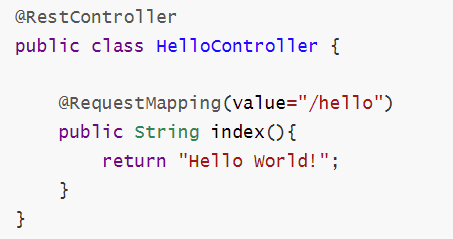 @RestController
public class HelloController {
@RequestMapping(value="/hello")
public String index(){
return "Hello World!";
}
}